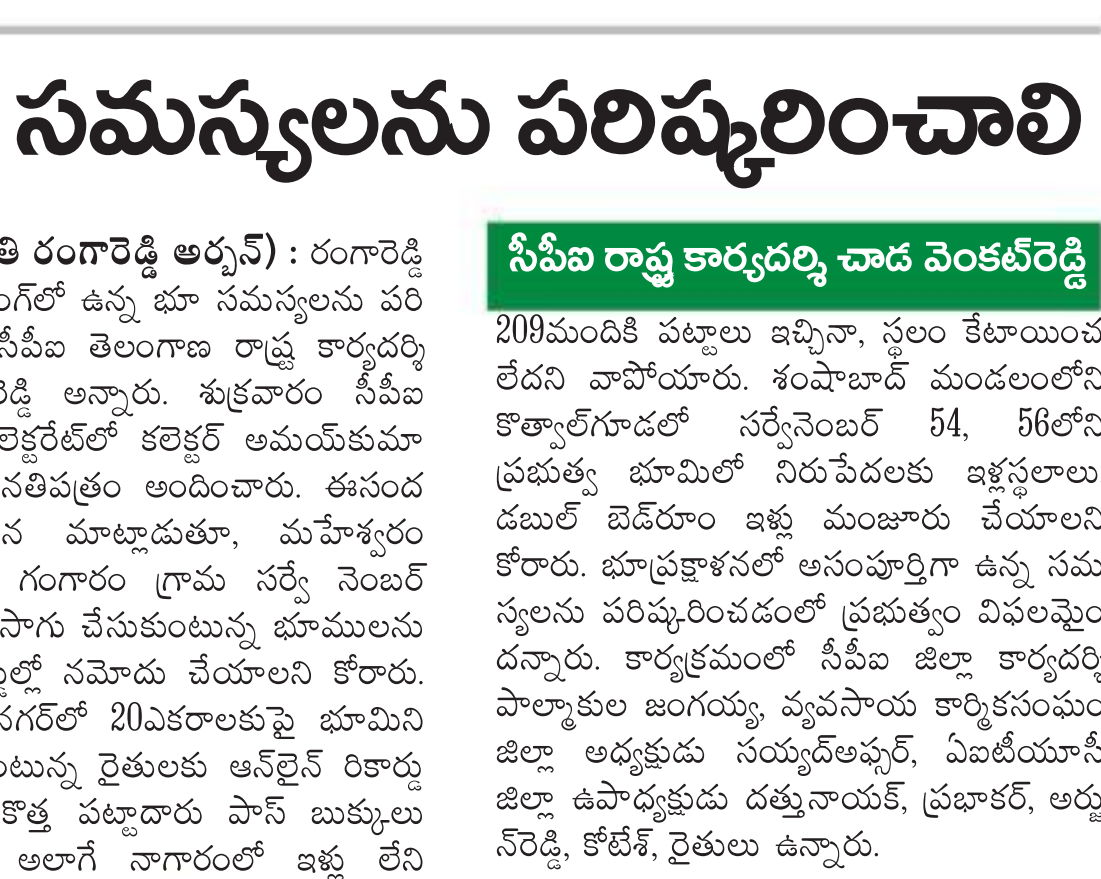 సమస్యలను పరిష్కరించాలి
తి రంగారెడ్డి అర్బన్) : రంగారెడ్డి
ంగ్‌లో ఉన్న భూ సమస్యలను పరి
సీపీఐ తెలంగాణ రాష్ట్ర కార్యదర్శి
రెడ్డి అన్నారు. శుక్రవారం సీపీఐ
లెక్టరేట్‌లో కలెక్టర్ అమయ్‌కుమా
నతిపత్రం అందించారు. ఈసంద
న మాట్లాడుతూ, మహేశ్వరం
గంగారం గ్రామ సర్వే నెంబర్
సాగు చేసుకుంటున్న భూములను
డ్డుల్లో నమోదు చేయాలని కోరారు.
నగర్‌లో 20ఎకరాలకుపై భూమిని
ంటున్న రైతులకు ఆన్‌లైన్ రికార్డు
కొత్త పట్టాదారు పాస్ బుక్కులు
అలాగే నాగారంలో ఇళ్లు లేని
సీపీఐ రాష్ట్ర కార్యదర్శి చాడ వెంకట్‌రెడ్డి
209మందికి పట్టాలు ఇచ్చినా, స్థలం కేటాయించ
లేదని వాపోయారు. శంషాబాద్ మండలంలోని
కొత్వాల్‌గూడలో సర్వేనెంబర్ 54, 56లోని
ప్రభుత్వ భూమిలో నిరుపేదలకు ఇళ్లస్థలాలు
డబుల్ బెడ్‌రూం ఇళ్లు మంజూరు చేయాలని
కోరారు. భూప్రక్షాళనలో అసంపూర్తిగా ఉన్న సమ
స్యలను పరిష్కరించడంలో ప్రభుత్వం విఫలమైం
దన్నారు. కార్యక్రమంలో సీపీఐ జిల్లా కార్యదర్శి
పాల్మాకుల జంగయ్య, వ్యవసాయ కార్మికసంఘం
జిల్లా అధ్యక్షుడు సయ్యద్‌అఫ్సర్, ఏఐటీయూసీ
జిల్లా ఉపాధ్యక్షుడు దత్తునాయక్, ప్రభాకర్, అర్జు
న్‌రెడ్డి, కోటేశ్, రైతులు ఉన్నారు.